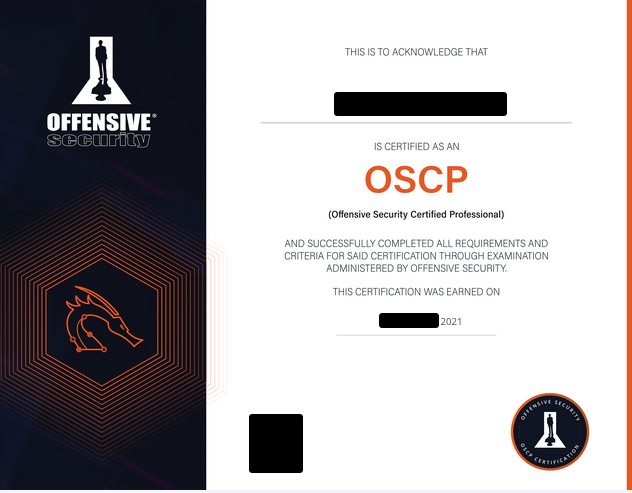 OFFENSIVE®
security
THIS IS TO ACKNOWLEDGE THAT
IS CERTIFIED AS AN
OSCP
(Offensive Security Certified Professional)
AND SUCCESSFULLY COMPLETED ALL REQUIREMENTS AND
CRITERIA FOR SAID CERTIFICATION THROUGH EXAMINATION
ADMINISTERED BY OFFENSIVE SECURITY.
THIS CERTIFICATION WAS EARNED ON
2021
OFFENSIVE SECURITY
OSCP CERTIFICATION